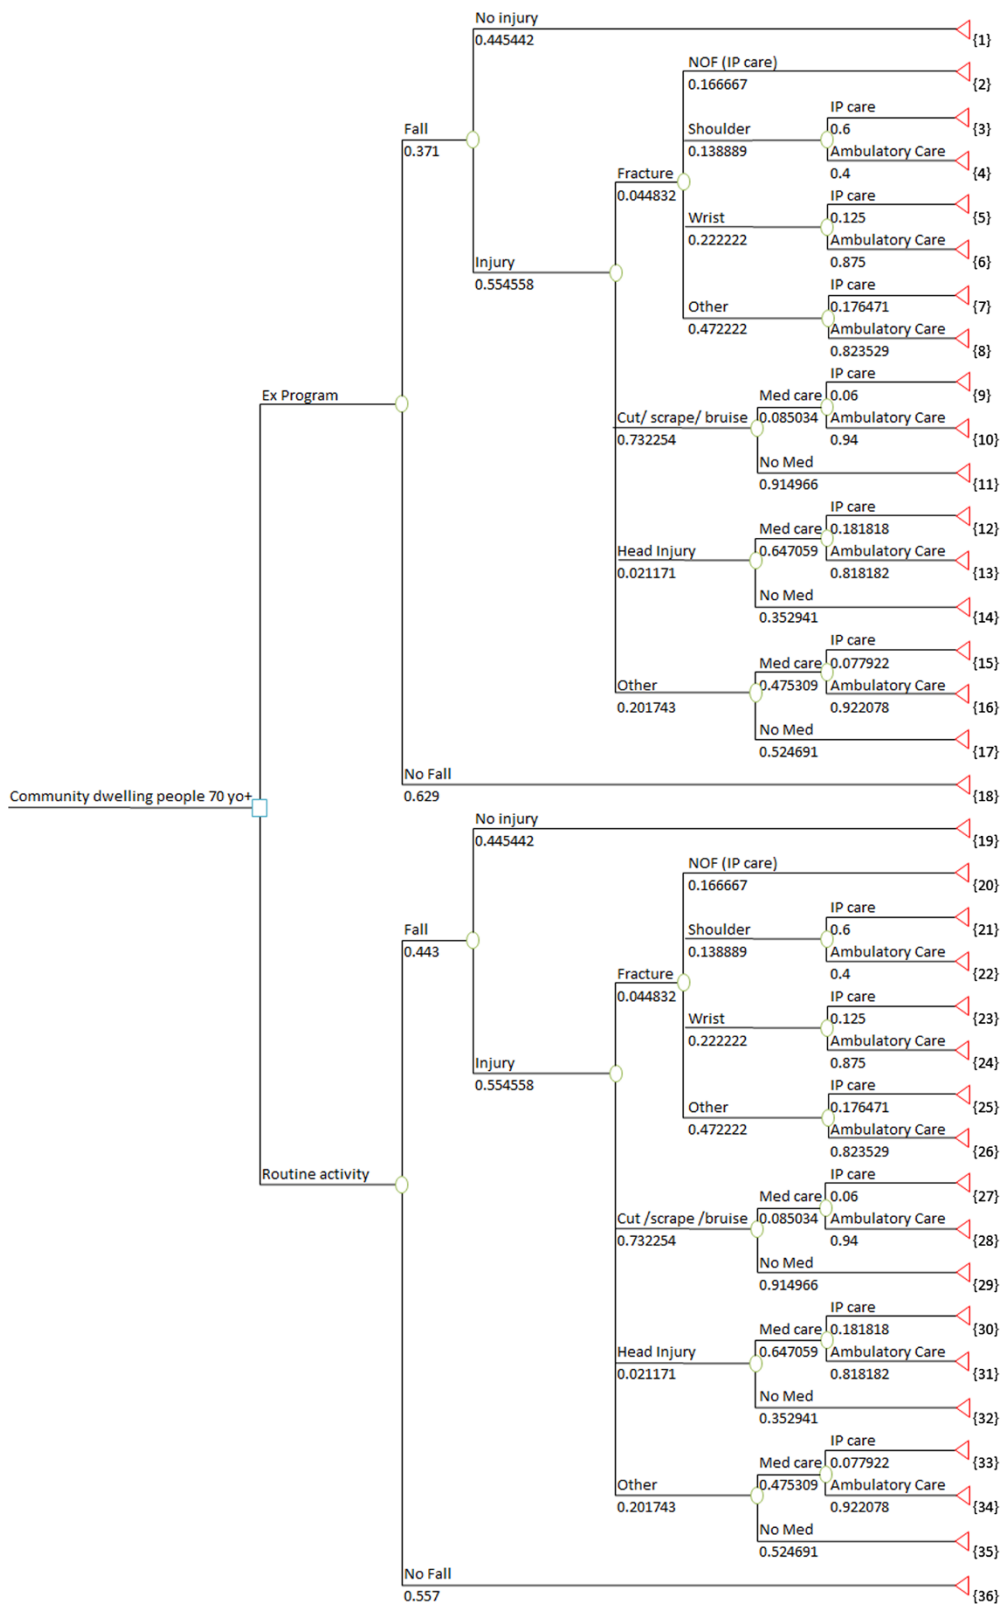 No injury
0.445442
{1}
NOF (IP care)
0.166667
{2}
IP care
0.6
{3}
Fall
0.371
Shoulder
0.138889
Ambulatory Care
0.4
{4}
Fracture
0.044832
IP care
0.125
{5}
Wrist
0.222222
Ambulatory Care
0.875
{6}
Injury
0.554558
IP care
0.176471
{7}
Other
0.472222
Ambulatory Care
0.823529
{8}
IP care
0.06
{9}
Ex Program
Med care
0.085034
Cut/ scrape/ bruise
0.732254
Ambulatory Care
0.94
{10}
No Med
0.914966
{11}
IP care
0.181818
{12}
Med care
0.647059
Head Injury
0.021171
Ambulatory Care
0.818182
{13}
No Med
0.352941
{14}
IP care
0.077922
{15}
Med care
0.475309
Other
0.201743
Ambulatory Care
0.922078
{16}
No Med
0.524691
{17}
No Fall
0.629
{18}
Community dwelling people 70 yo+
No injury
0.445442
{19}
NOF (IP care)
0.166667
{20}
IP care
0.6
{21}
Fall
0.443
Shoulder
0.138889
Ambulatory Care
0.4
{22}
Fracture
0.044832
IP care
0.125
{23}
Wrist
0.222222
Ambulatory Care
0.875
{24}
Injury
0.554558
IP care
0.176471
{25}
Other
0.472222
Ambulatory Care
0.823529
{26}
Routine activity
IP care
0.06
{27}
Med care
0.085034
Cut /scrape /bruise
0.732254
Ambulatory Care
0.94
{28}
No Med
0.914966
{29}
IP care
0.181818
{30}
Med care
0.647059
Head Injury
0.021171
Ambulatory Care
0.818182
{31}
No Med
0.352941
{32}
IP care
0.077922
{33}
Med care
0.475309
Other
0.201743
Ambulatory Care
0.922078
{34}
No Med
0.524691
{35}
No Fall
0.557
{36}